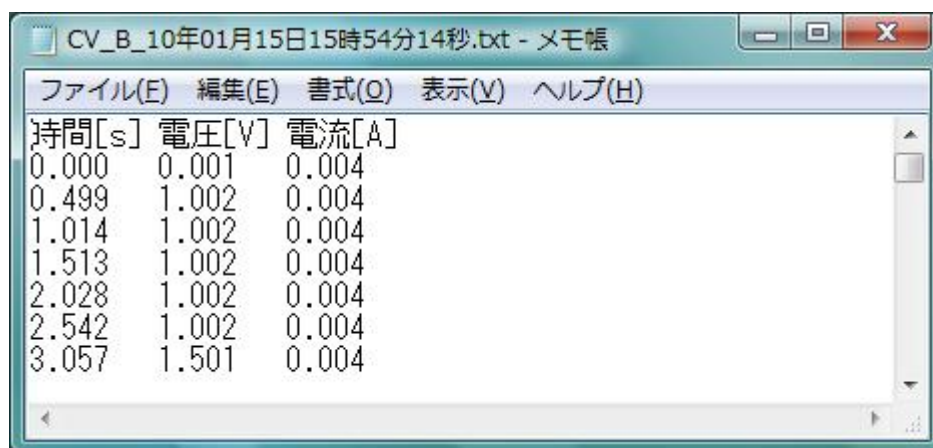 CV_B_10年01月15日15時54分14秒.txt - メモ帳
ファイル(F) 編集(E) 書式(O) 表示(V) ヘルプ(H)
時間[s] 電圧[V] 電流[A]
0.000 0.001 0.004
0.499 1.002 0.004
1.014 1.002 0.004
1.513 1.002 0.004
2.028 1.002 0.004
2.542 1.002 0.004
3.057 1.501 0.004